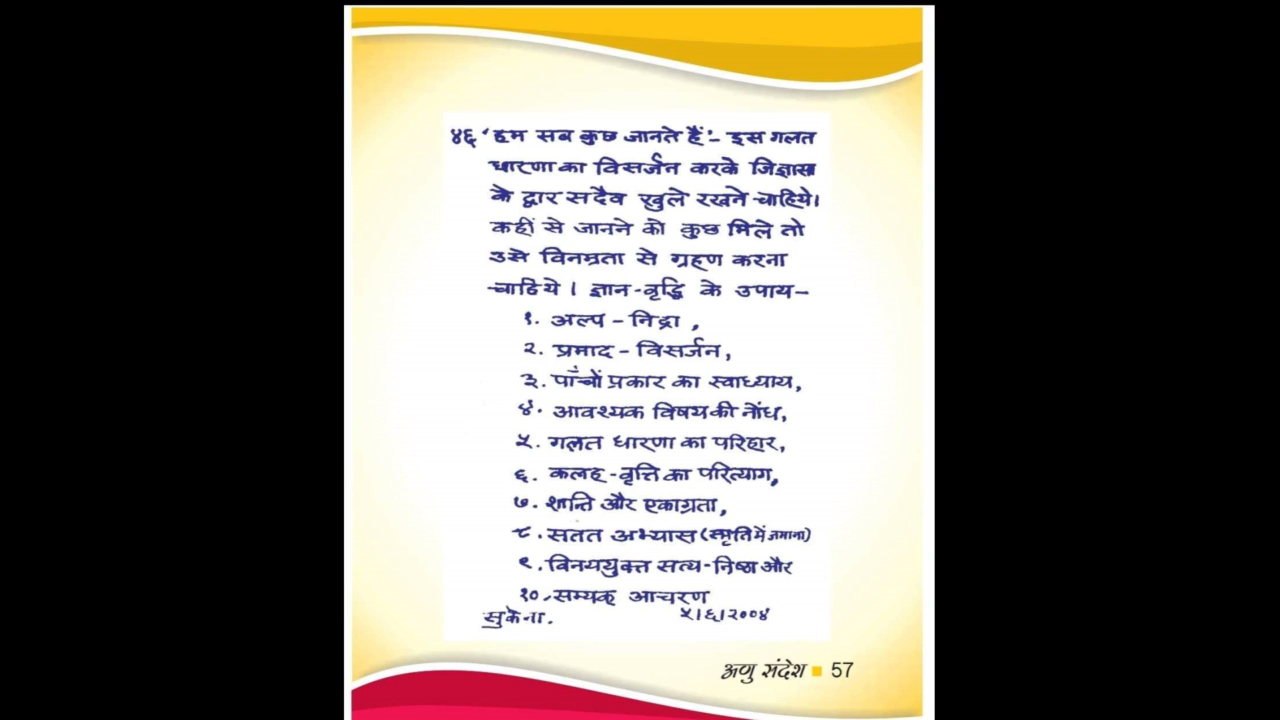 ४६ 'हम सब कुछ जानते हैं'- इस गलत
धारणा का विसर्जन करके जिज्ञासा
के द्वार सदैव खुले रखने चाहिये।
कहीं से जानने को कुछ मिले तो
उसे विनम्रता से ग्रहण करना
चाहिये। ज्ञान-वृद्धि के उपाय–
१. अल्प-निद्रा,
२. प्रमाद-विसर्जन,
३. पाँचों प्रकार का स्वाध्याय,
४. आवश्यक विषय की नोंध,
५. गलत धारणा का परिहार,
६. कलह-वृत्ति का परित्याग,
७. शान्ति और एकाग्रता,
८. सतत अभ्यास (स्मृति में जमाना)
९. विनययुक्त सत्य-निष्ठा और
१०. सम्यक् आचरण
सुकेना. ५।६।२००४
अणु संदेश ■ 57